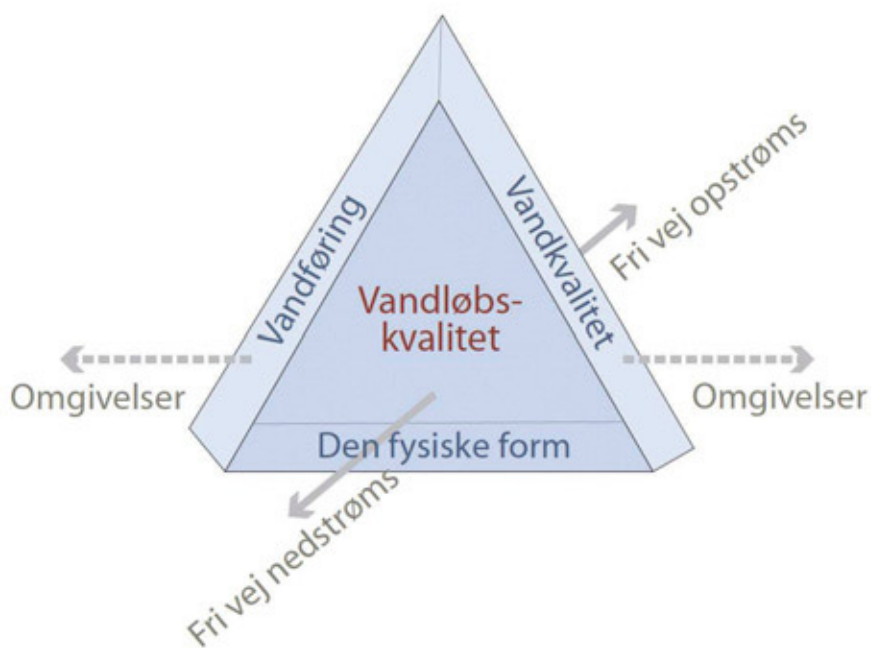 Vandføring
Vandkvalitet
Fri vej opstrøms
Vandløbs-
kvalitet
Omgivelser
Omgivelser
Den fysiske form
Fri vej nedstrøms